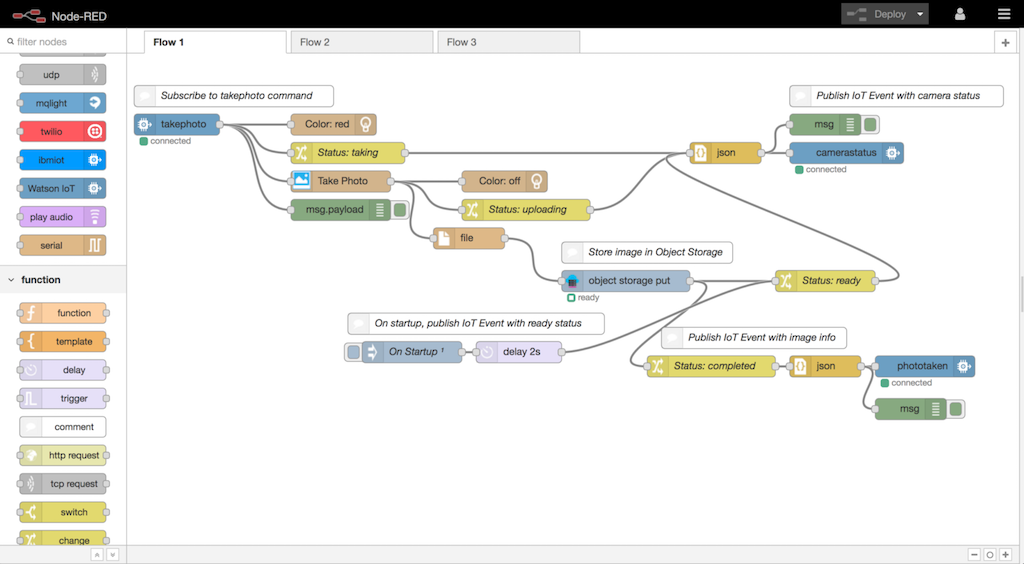 Node-RED
Deploy
filter nodes
Flow 1
Flow 2
Flow 3
udp
mqlight
twilio
ibmiot
Watson IoT
play audio
serial
function
function
template
delay
trigger
comment
http request
tcp request
switch
change
Subscribe to takephoto command
Publish IoT Event with camera status
takephoto
connected
Color: red
msg
Status: taking
json
camerastatus
connected
Take Photo
Color: off
msg.payload
Status: uploading
file
Store image in Object Storage
object storage put
ready
Status: ready
On startup, publish IoT Event with ready status
Publish IoT Event with image info
On Startup ¹
delay 2s
Status: completed
json
phototaken
connected
msg